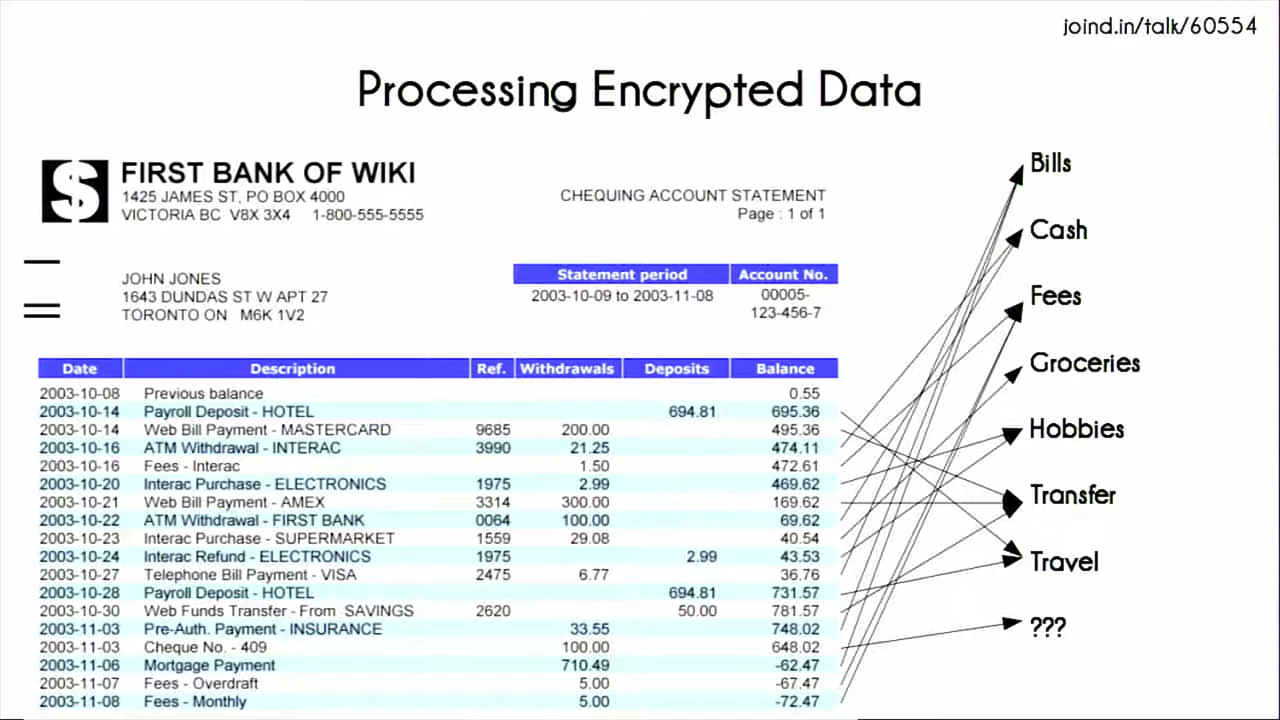 joind.in/talk/60554
Processing Encrypted Data
FIRST BANK OF WIKI
1425 JAMES ST, PO BOX 4000
VICTORIA BC V8X 3X4 1-800-555-5555
CHEQUING ACCOUNT STATEMENT
Page : 1 of 1
JOHN JONES
1643 DUNDAS ST W APT 27
TORONTO ON M6K 1V2
Statement period Account No.
2003-10-09 to 2003-11-08 00005-
123-456-7
Date Description Ref. Withdrawals Deposits Balance
2003-10-08 Previous balance 0.55
2003-10-14 Payroll Deposit - HOTEL 694.81 695.36
2003-10-14 Web Bill Payment - MASTERCARD 9685 200.00 495.36
2003-10-16 ATM Withdrawal - INTERAC 3990 21.25 474.11
2003-10-16 Fees - Interac 1.50 472.61
2003-10-20 Interac Purchase - ELECTRONICS 1975 2.99 469.62
2003-10-21 Web Bill Payment - AMEX 3314 300.00 169.62
2003-10-22 ATM Withdrawal - FIRST BANK 0064 100.00 69.62
2003-10-23 Interac Purchase - SUPERMARKET 1559 29.08 40.54
2003-10-24 Interac Refund - ELECTRONICS 1975 2.99 43.53
2003-10-27 Telephone Bill Payment - VISA 2475 6.77 36.76
2003-10-28 Payroll Deposit - HOTEL 694.81 731.57
2003-10-30 Web Funds Transfer - From SAVINGS 2620 50.00 781.57
2003-11-03 Pre-Auth. Payment - INSURANCE 33.55 748.02
2003-11-03 Cheque No. - 409 100.00 648.02
2003-11-06 Mortgage Payment 710.49 -62.47
2003-11-07 Fees - Overdraft 5.00 -67.47
2003-11-08 Fees - Monthly 5.00 -72.47
Bills
Cash
Fees
Groceries
Hobbies
Transfer
Travel
???